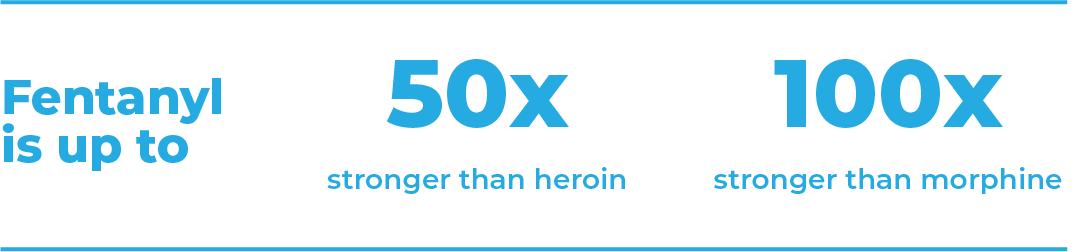 Fentanyl
is up to
50x
stronger than heroin
100x
stronger than morphine